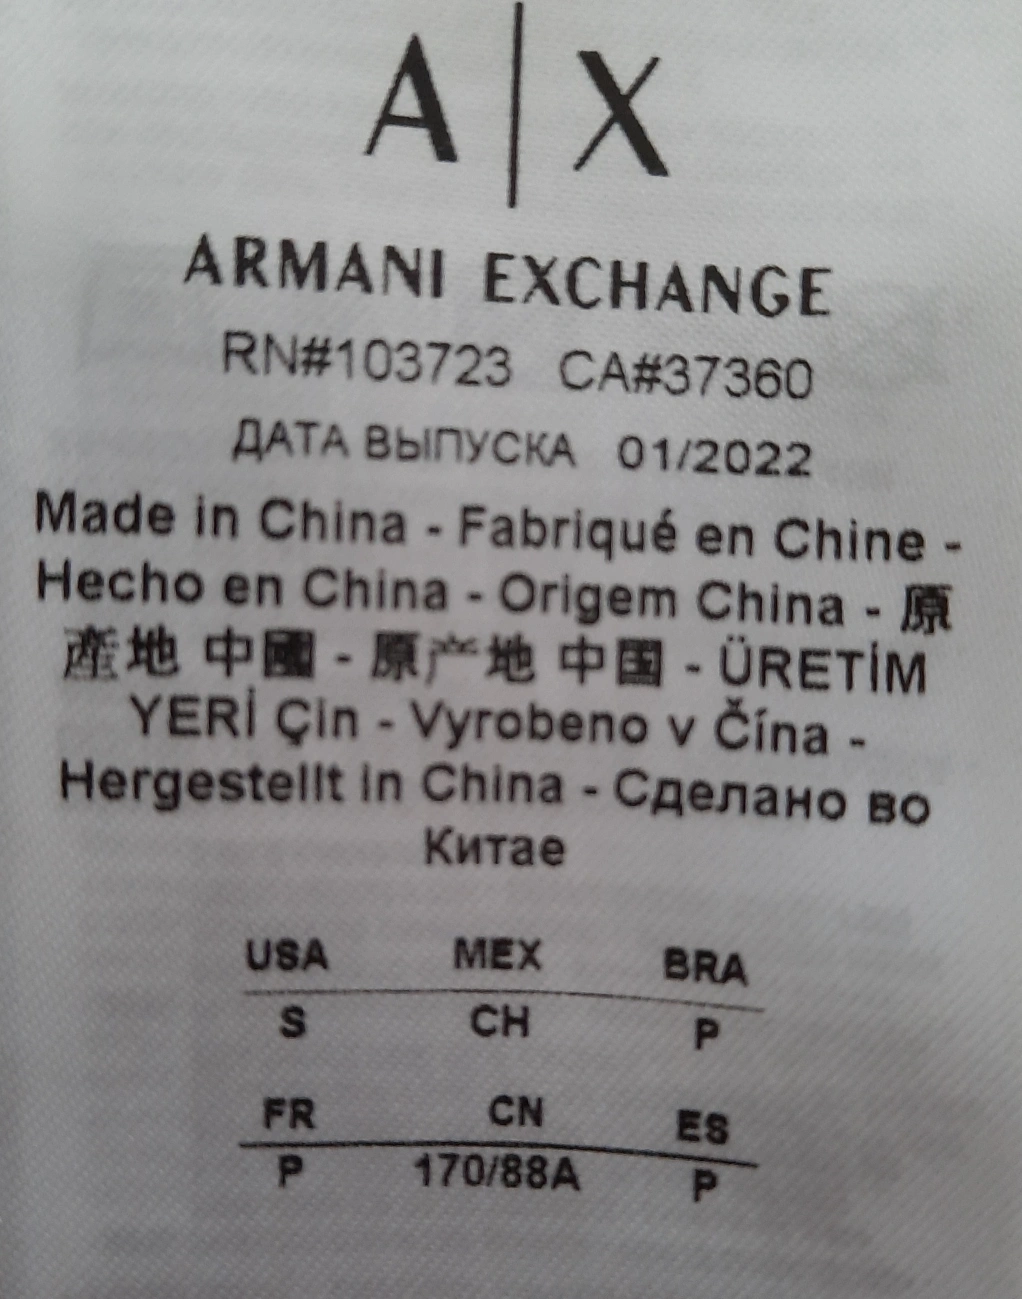 A|X
ARMANI EXCHANGE
RN#103723 CA#37360
ДАТА ВЫПУСКА 01/2022
Made in China - Fabriqué en Chine -
Hecho en China - Origem China - 原
產地 中國 - 原产地 中国 - ÜRETİM
YERİ Çin - Vyrobeno v Čína -
Hergestellt in China - Сделано во
Китае
USA MEX BRA
S CH P
FR CN ES
P 170/88A P